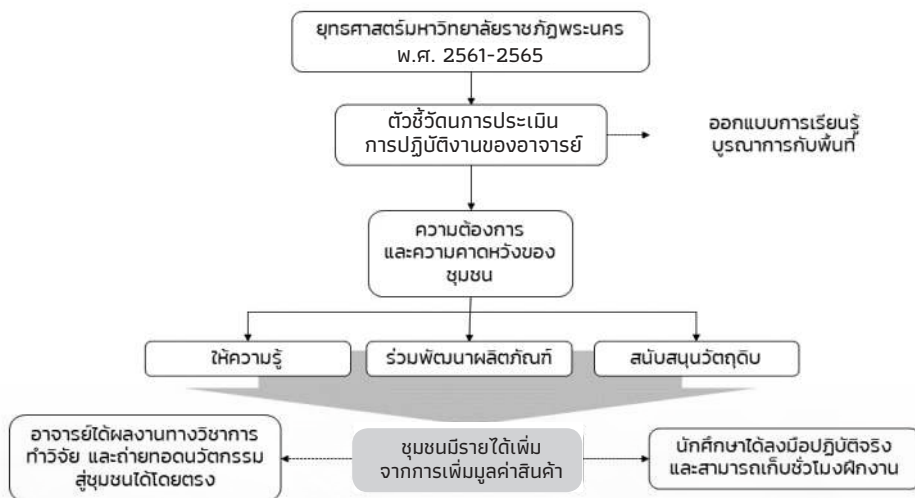 ยุทธศาสตร์มหาวิทยาลัยราชภัฏพระนคร
พ.ศ. 2561-2565
ตัวชี้วัดนการประเมิน
การปฏิบัติงานของอาจารย์
ออกแบบการเรียนรู้
บูรณาการกับพื้นที่
ความต้องการ
และความคาดหวังของ
ชุมชน
ให้ความรู้
ร่วมพัฒนาผลิตภัณฑ์
สนับสนุนวัตถุดิบ
อาจารย์ได้ผลงานทางวิชาการ
ทำวิจัย และถ่ายทอดนวัตกรรม
สู่ชุมชนได้โดยตรง
ชุมชนมีรายได้เพิ่ม
จากการเพิ่มมูลค่าสินค้า
นักศึกษาได้ลงมือปฏิบัติจริง
และสามารถเก็บชั่วโมงฝึกงาน